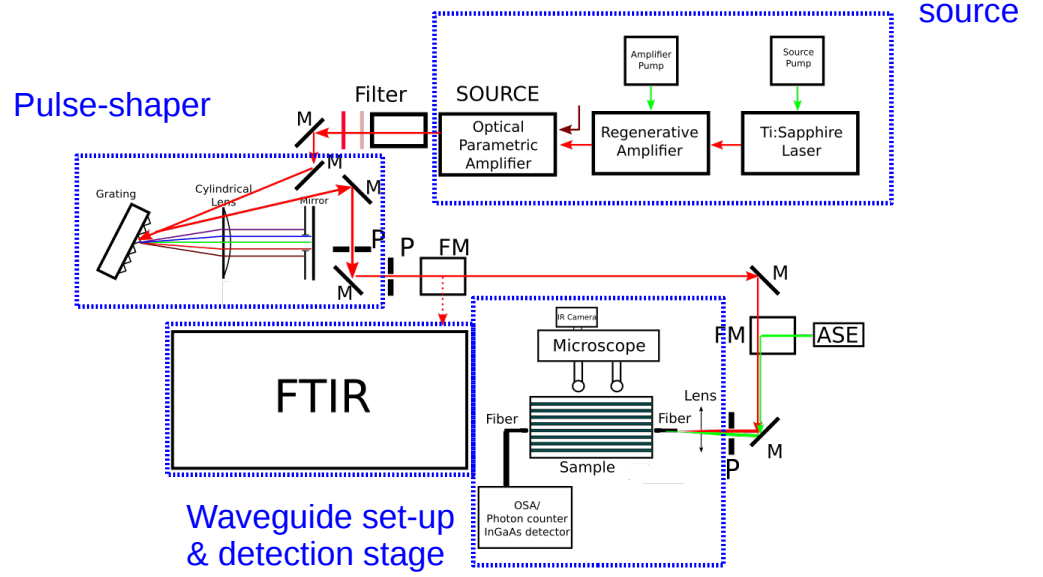 source
Pulse-shaper
Filter
SOURCE
Amplifier
Pump
Source
Pump
Optical
Parametric
Amplifier
Regenerative
Amplifier
Ti:Sapphire
Laser
M
M
M
Grating
Cylindrical
Lens
Mirror
P
P
FM
M
M
FTIR
IR Camera
Microscope
FM
ASE
Lens
Fiber
Fiber
P
M
Sample
OSA/
Photon counter
InGaAs detector
Waveguide set-up
& detection stage